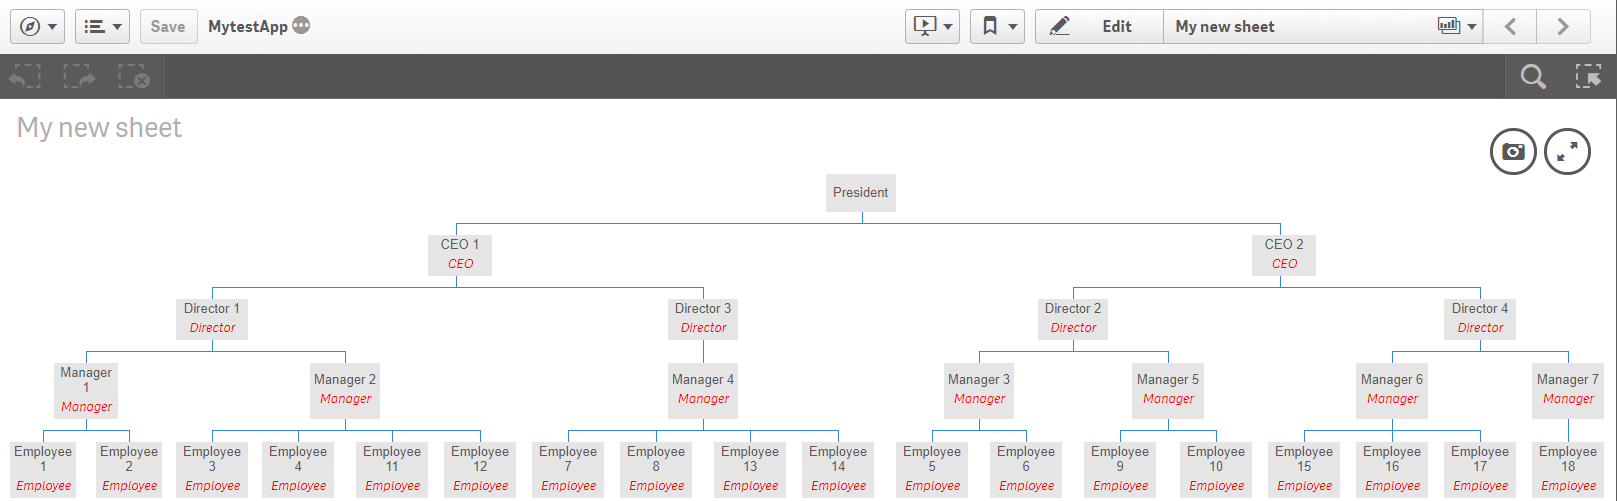 Save MytestApp Edit My new sheet
My new sheet
President
CEO 1 CEO 2
CEO CEO
Director 1 Director 3 Director 2 Director 4
Director Director Director Director
Manager
1
Manager
Manager 2 Manager 4 Manager 3 Manager 5 Manager 6 Manager 7
Manager Manager Manager Manager Manager Manager
Employee Employee Employee Employee Employee Employee Employee Employee Employee Employee Employee Employee Employee Employee Employee Employee Employee Employee
1 2 3 4 11 12 7 8 13 14 5 6 9 10 15 16 17 18
Employee Employee Employee Employee Employee Employee Employee Employee Employee Employee Employee Employee Employee Employee Employee Employee Employee Employee